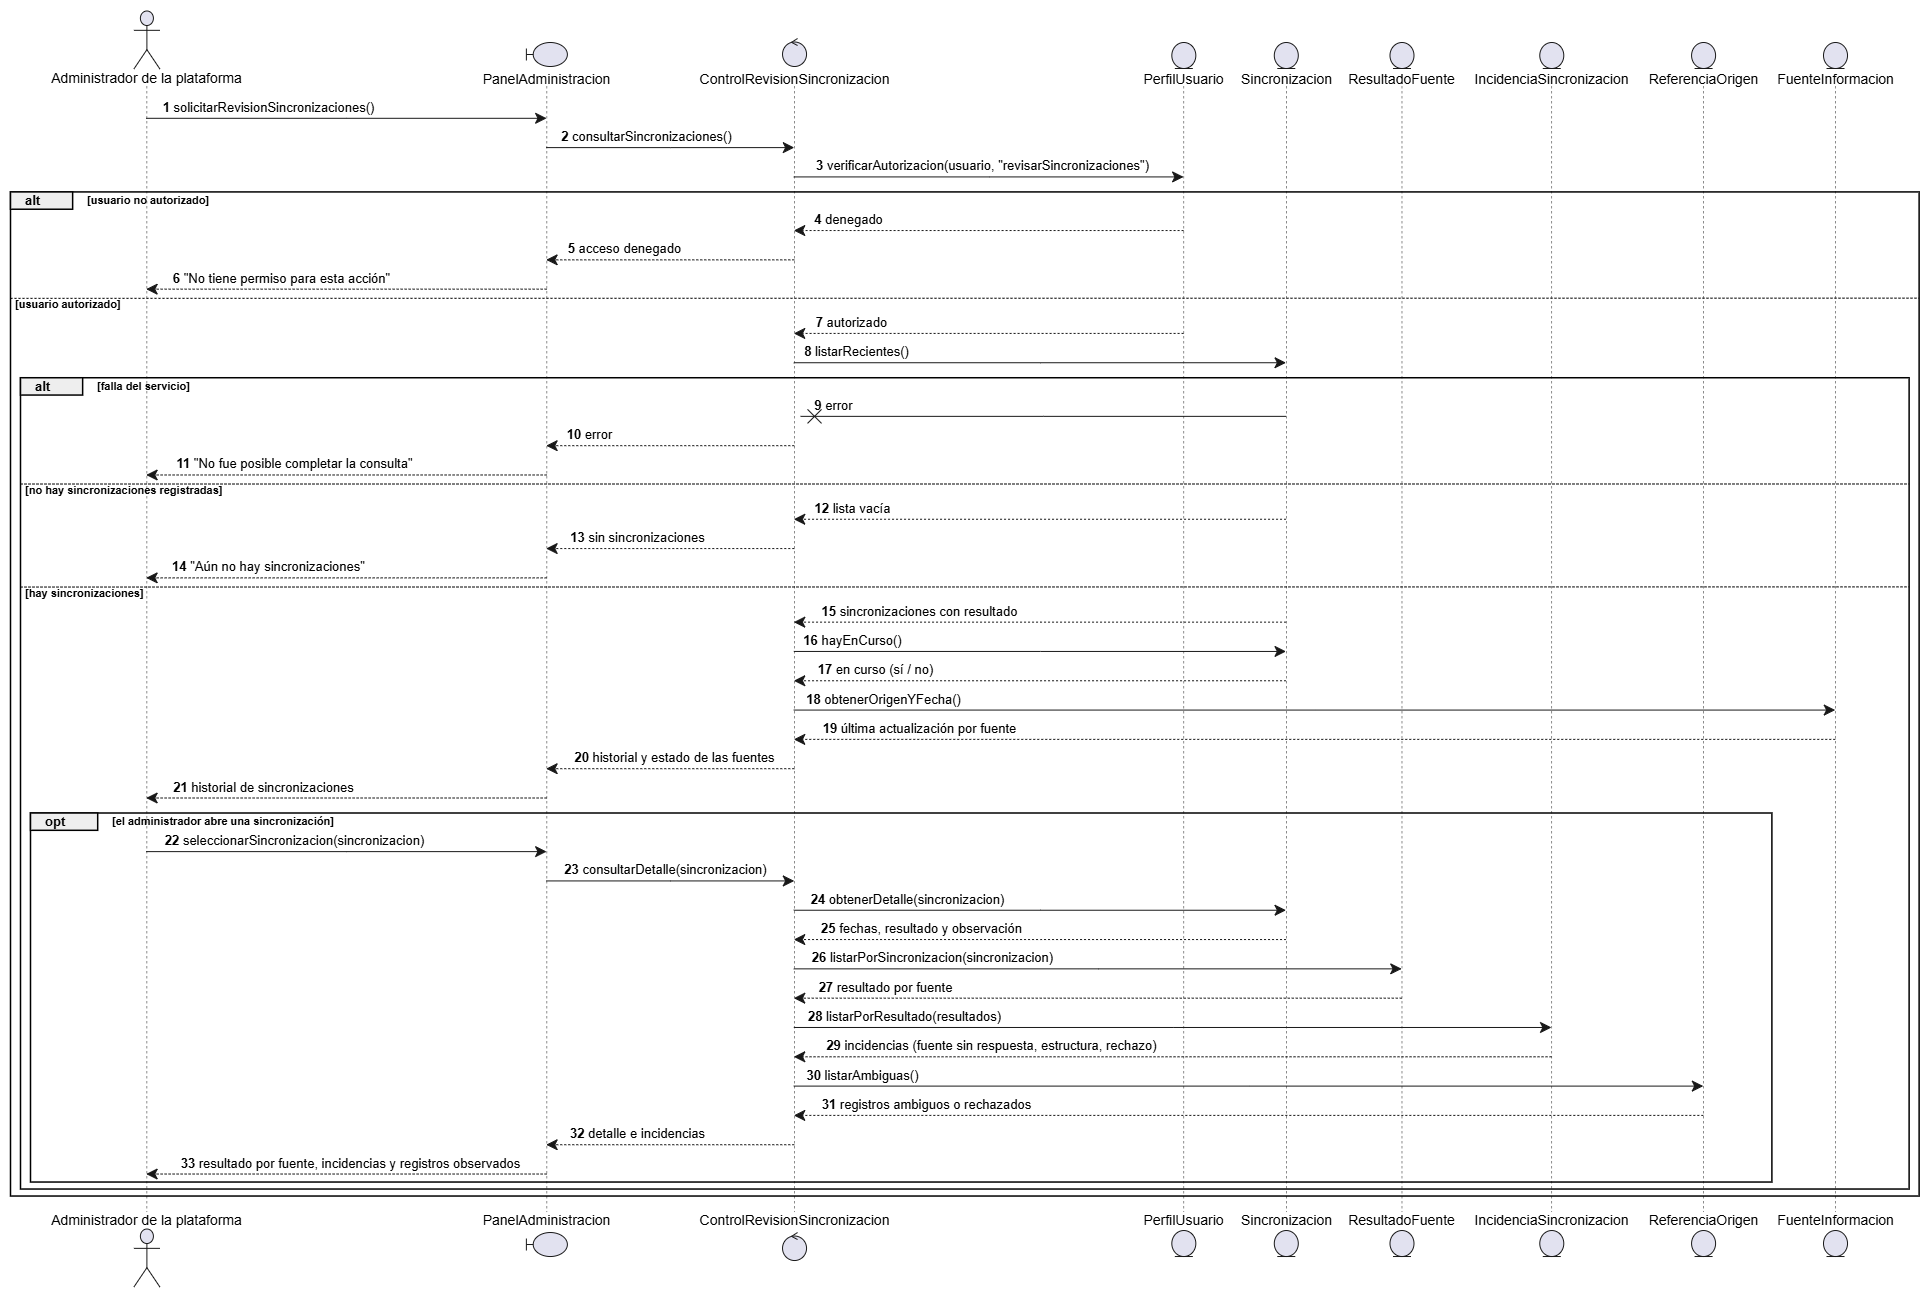 Administrador de la plataforma
PanelAdministracion
ControlRevisionSincronizacion
PerfilUsuario
Sincronizacion
ResultadoFuente
IncidenciaSincronizacion
ReferenciaOrigen
FuenteInformacion
1 solicitarRevisionSincronizaciones()
2 consultarSincronizaciones()
3 verificarAutorizacion(usuario, "revisarSincronizaciones")
alt [usuario no autorizado]
4 denegado
5 acceso denegado
6 "No tiene permiso para esta acción"
[usuario autorizado]
7 autorizado
8 listarRecientes()
alt [falla del servicio]
9 error
10 error
11 "No fue posible completar la consulta"
[no hay sincronizaciones registradas]
12 lista vacía
13 sin sincronizaciones
14 "Aún no hay sincronizaciones"
[hay sincronizaciones]
15 sincronizaciones con resultado
16 hayEnCurso()
17 en curso (sí / no)
18 obtenerOrigenYFecha()
19 última actualización por fuente
20 historial y estado de las fuentes
21 historial de sincronizaciones
opt [el administrador abre una sincronización]
22 seleccionarSincronizacion(sincronizacion)
23 consultarDetalle(sincronizacion)
24 obtenerDetalle(sincronizacion)
25 fechas, resultado y observación
26 listarPorSincronizacion(sincronizacion)
27 resultado por fuente
28 listarPorResultado(resultados)
29 incidencias (fuente sin respuesta, estructura, rechazo)
30 listarAmbiguas()
31 registros ambiguos o rechazados
32 detalle e incidencias
33 resultado por fuente, incidencias y registros observados
Administrador de la plataforma
PanelAdministracion
ControlRevisionSincronizacion
PerfilUsuario
Sincronizacion
ResultadoFuente
IncidenciaSincronizacion
ReferenciaOrigen
FuenteInformacion